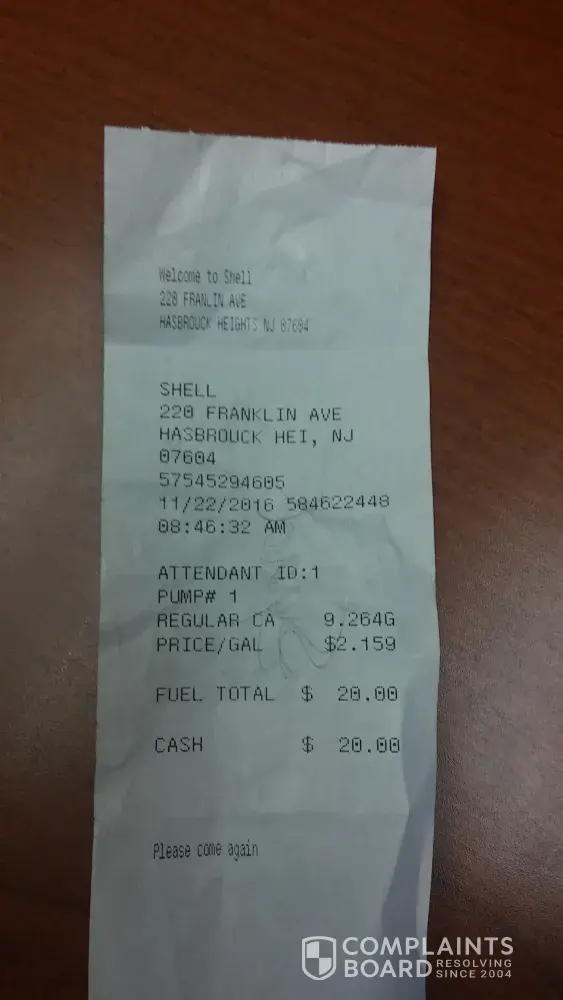 Welcome to Shell
220 FRANLIN AVE
HASBROUCK HEIGHTS NJ 07604
SHELL
220 FRANKLIN AVE
HASBROUCK HEI, NJ
07604
57545294605
11/22/2016 584622448
08:46:32 AM
ATTENDANT ID:1
PUMP# 1
REGULAR CA 9.264G
PRICE/GAL $2.159
FUEL TOTAL $ 20.00
CASH $ 20.00
Please come again
COMPLAINTS
BOARD RESOLVING
SINCE 2004